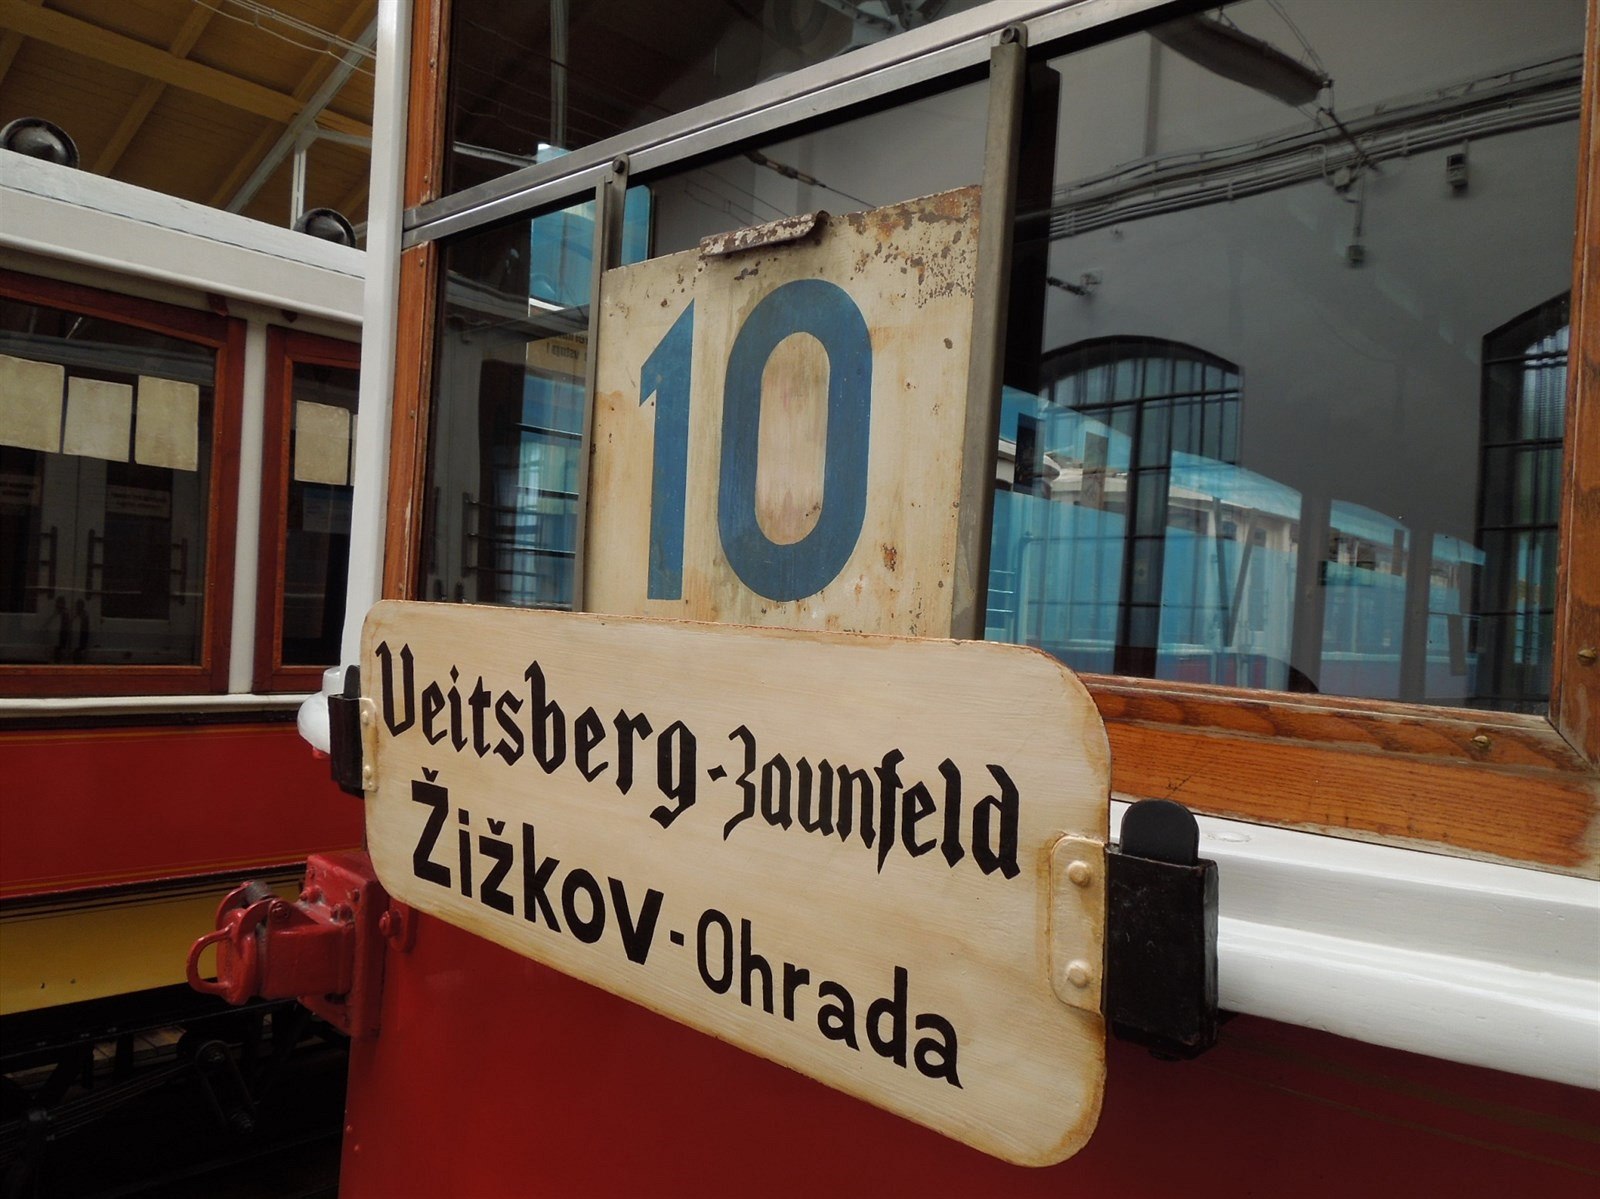 10
Veitsberg-Zaunfeld
Žižkov-Ohrada